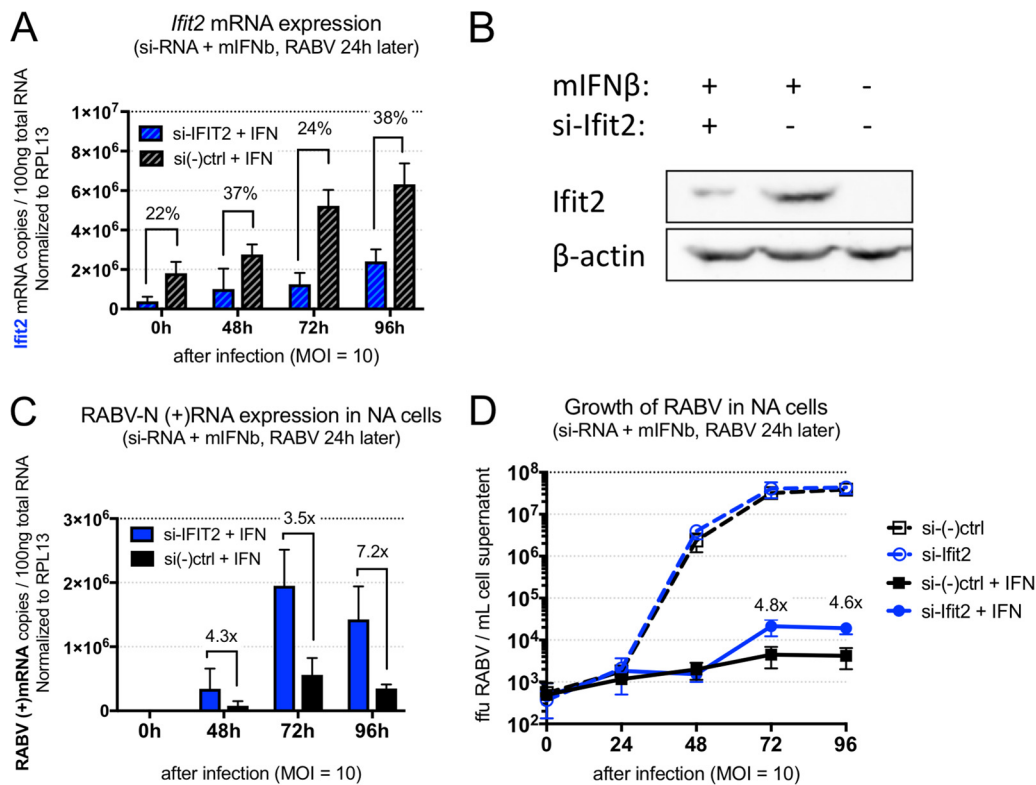 A
Ifit2 mRNA expression
(si-RNA + mIFNb, RABV 24h later)
Ifit2 mRNA copies / 100ng total RNA
Normalized to RPL13
1×10⁷
8×10⁶
6×10⁶
4×10⁶
2×10⁶
0
si-IFIT2 + IFN
si(-)ctrl + IFN
22%
37%
24%
38%
0h 48h 72h 96h
after infection (MOI = 10)
B
mIFNβ: + + -
si-Ifit2: + - -
Ifit2
β-actin
C
RABV-N (+)RNA expression in NA cells
(si-RNA + mIFNb, RABV 24h later)
RABV (+)mRNA copies / 100ng total RNA
Normalized to RPL13
3×10⁶
2×10⁶
1×10⁶
0
si-IFIT2 + IFN
si(-)ctrl + IFN
4.3x
3.5x
7.2x
0h 48h 72h 96h
after infection (MOI = 10)
D
Growth of RABV in NA cells
(si-RNA + mIFNb, RABV 24h later)
ffu RABV / mL cell supernatent
10⁸
10⁷
10⁶
10⁵
10⁴
10³
10²
4.8x 4.6x
0 24 48 72 96
after infection (MOI = 10)
si-(-)ctrl
si-Ifit2
si-(-)ctrl + IFN
si-Ifit2 + IFN